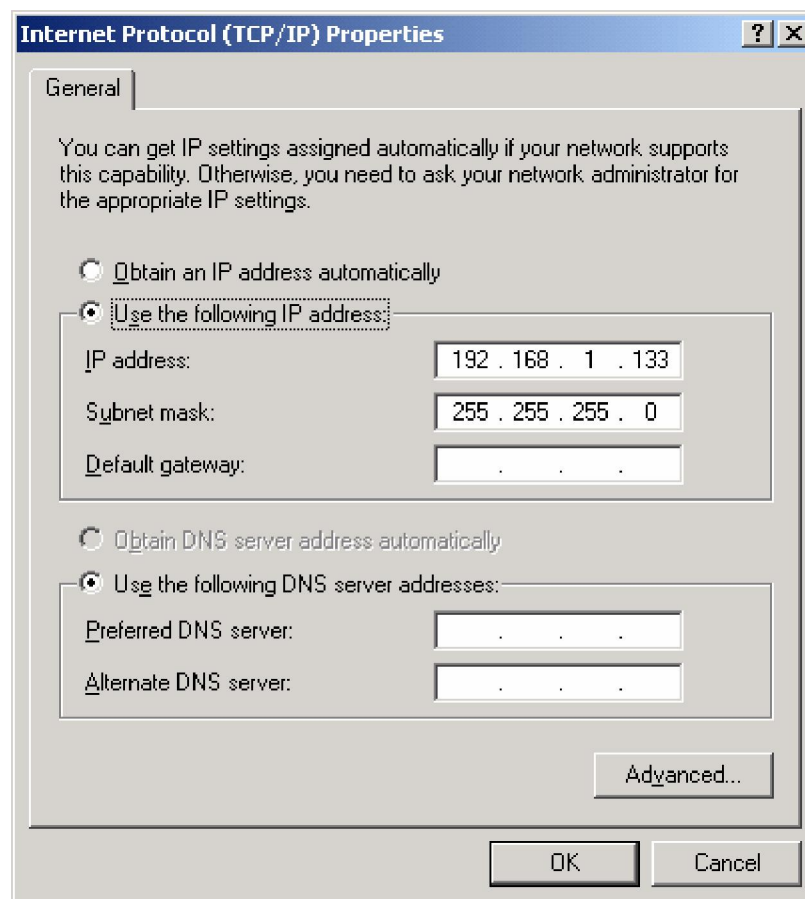 Internet Protocol (TCP/IP) Properties
General
You can get IP settings assigned automatically if your network supports
this capability. Otherwise, you need to ask your network administrator for
the appropriate IP settings.
Obtain an IP address automatically
Use the following IP address:
IP address: 192 . 168 . 1 . 133
Subnet mask: 255 . 255 . 255 . 0
Default gateway: . . .
Obtain DNS server address automatically
Use the following DNS server addresses:
Preferred DNS server: . . .
Alternate DNS server: . . .
Advanced...
OK Cancel